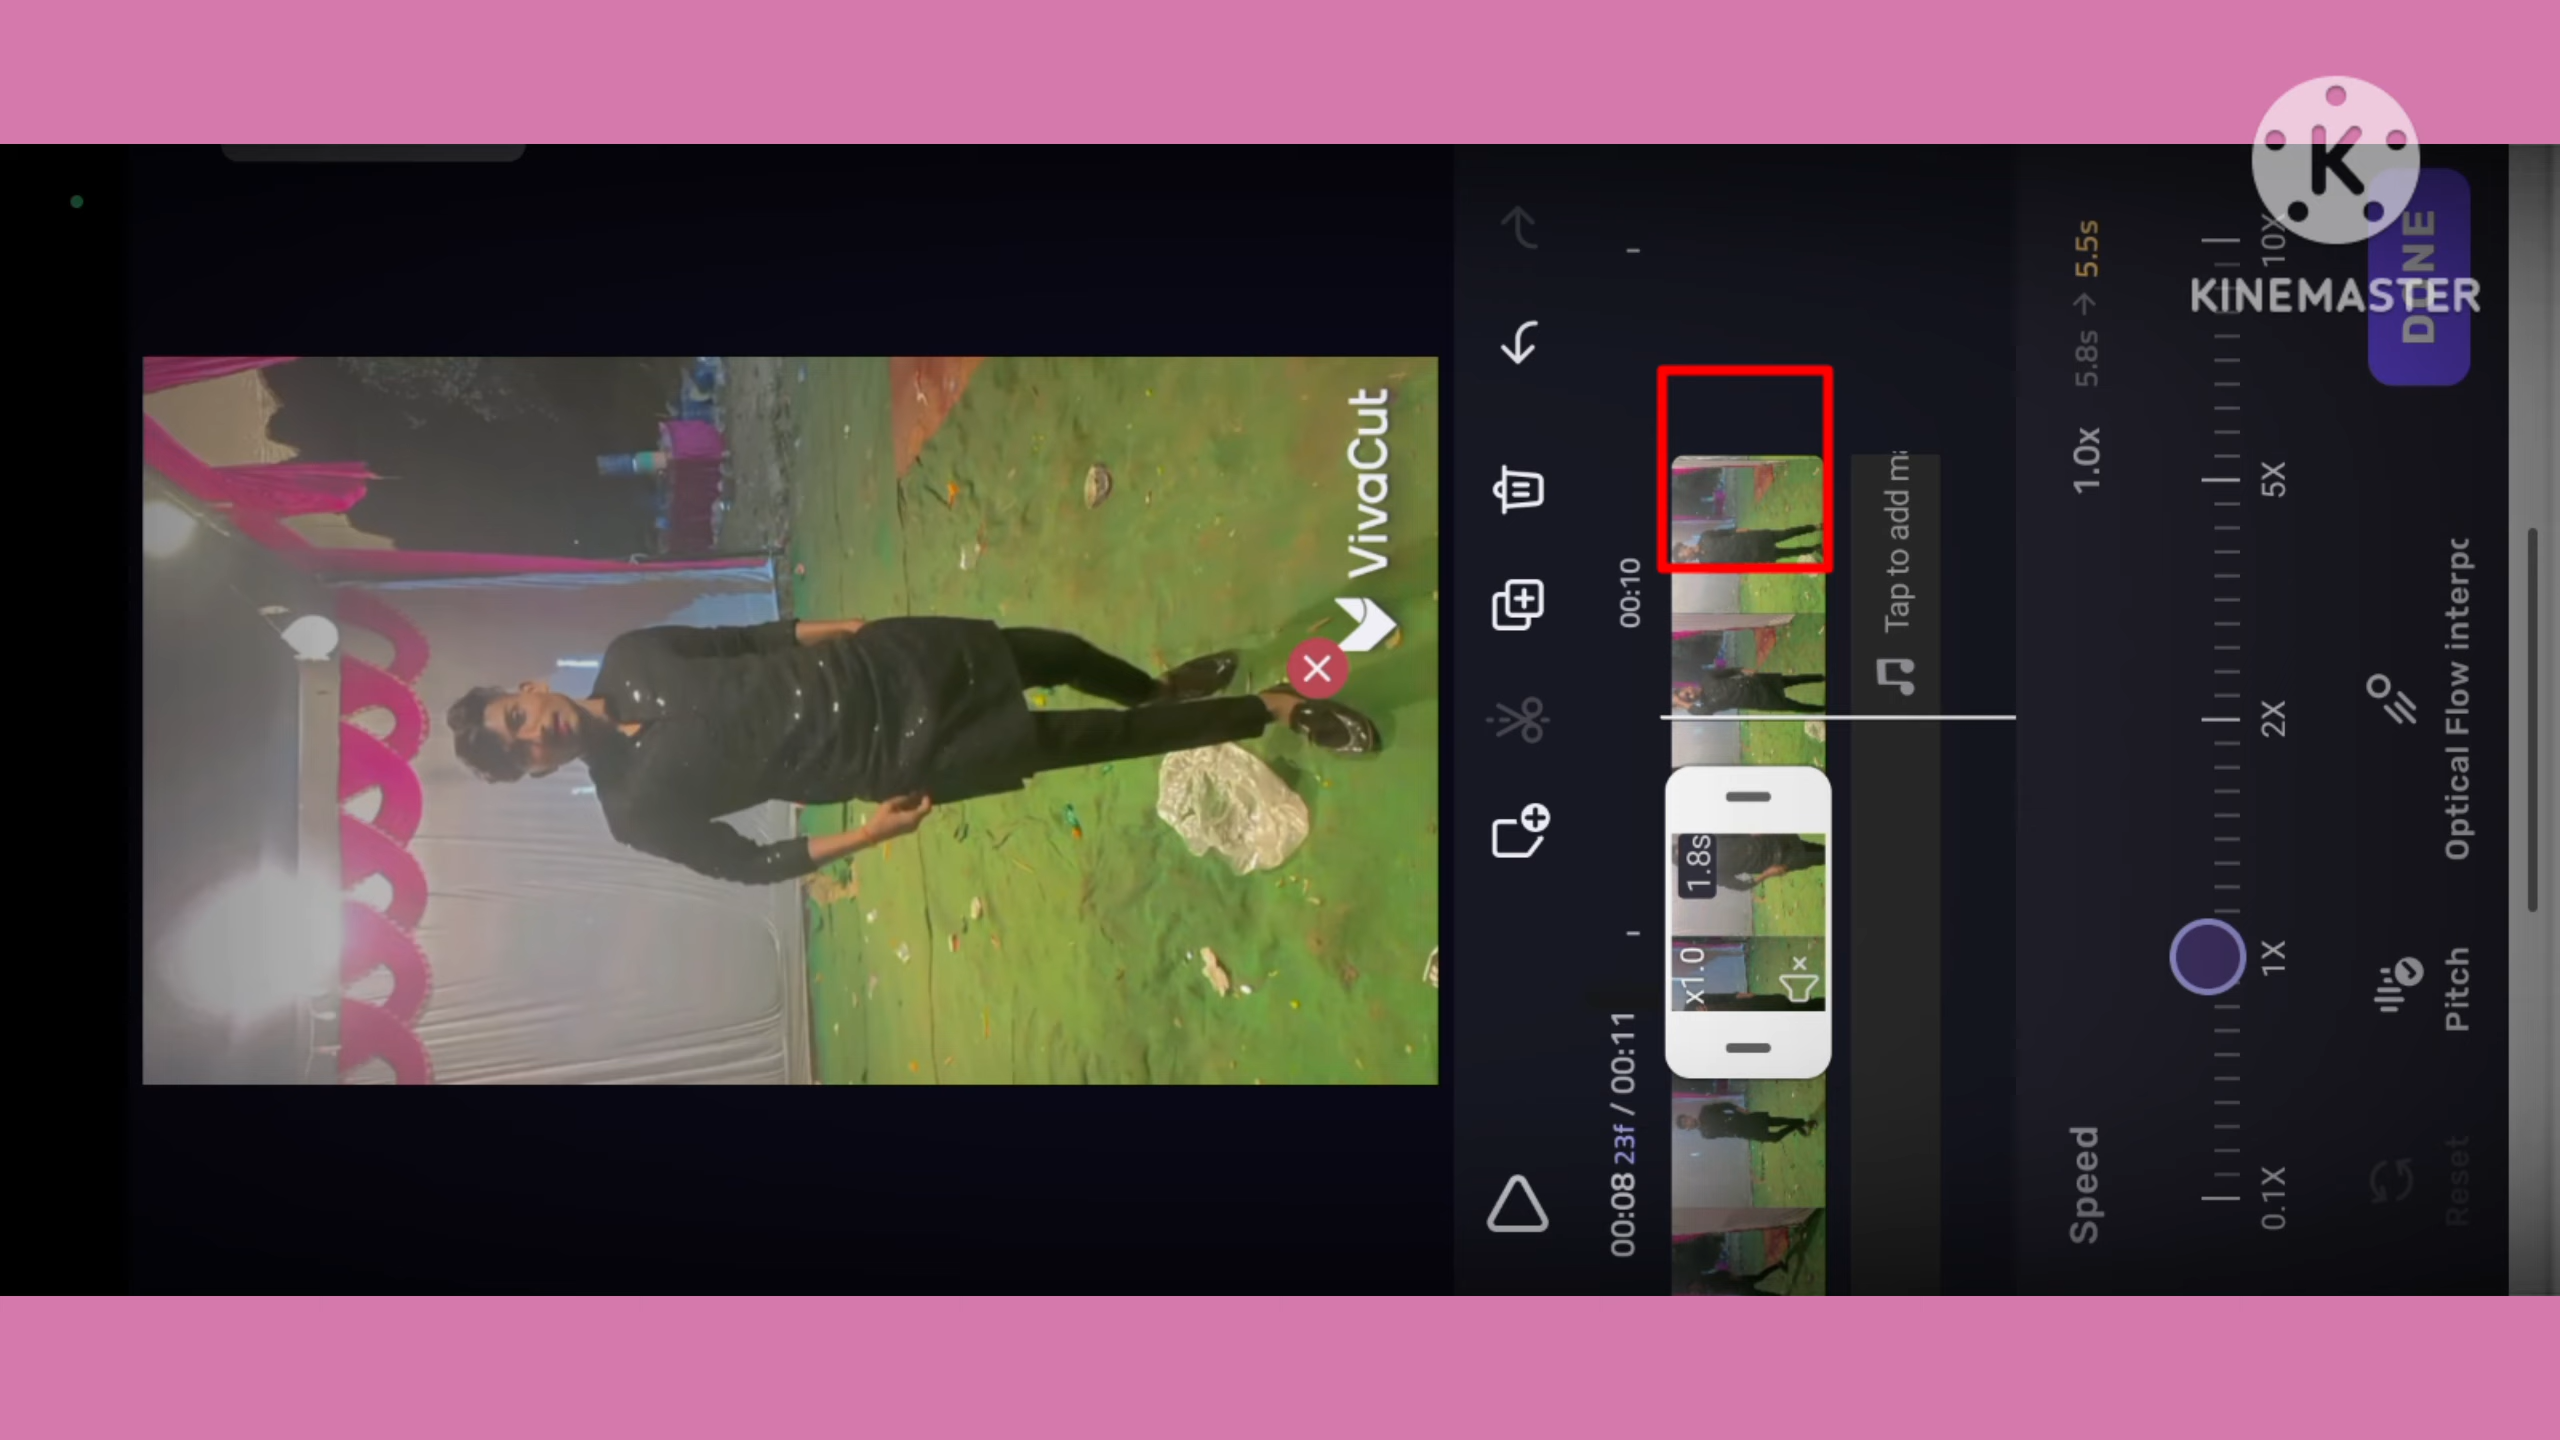 VivaCut
00:08 23f / 00:11
00:10
x1.0
1.8s
Tap to add
Speed
1.0x 5.8s → 5.5s
0.1X 1X 2X 5X 10X
Reset
Pitch
Optical Flow
DONE
KINEMASTER